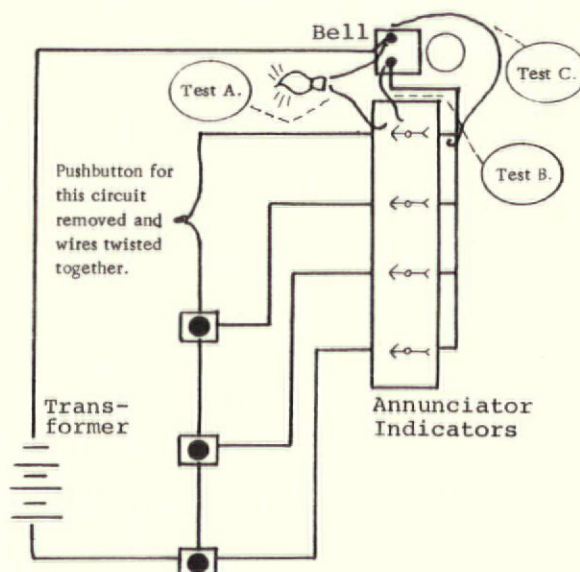 Bell
Test A.
Test C.
Test B.
Pushbutton for
this circuit
removed and
wires twisted
together.
Trans-
former
Annunciator
Indicators